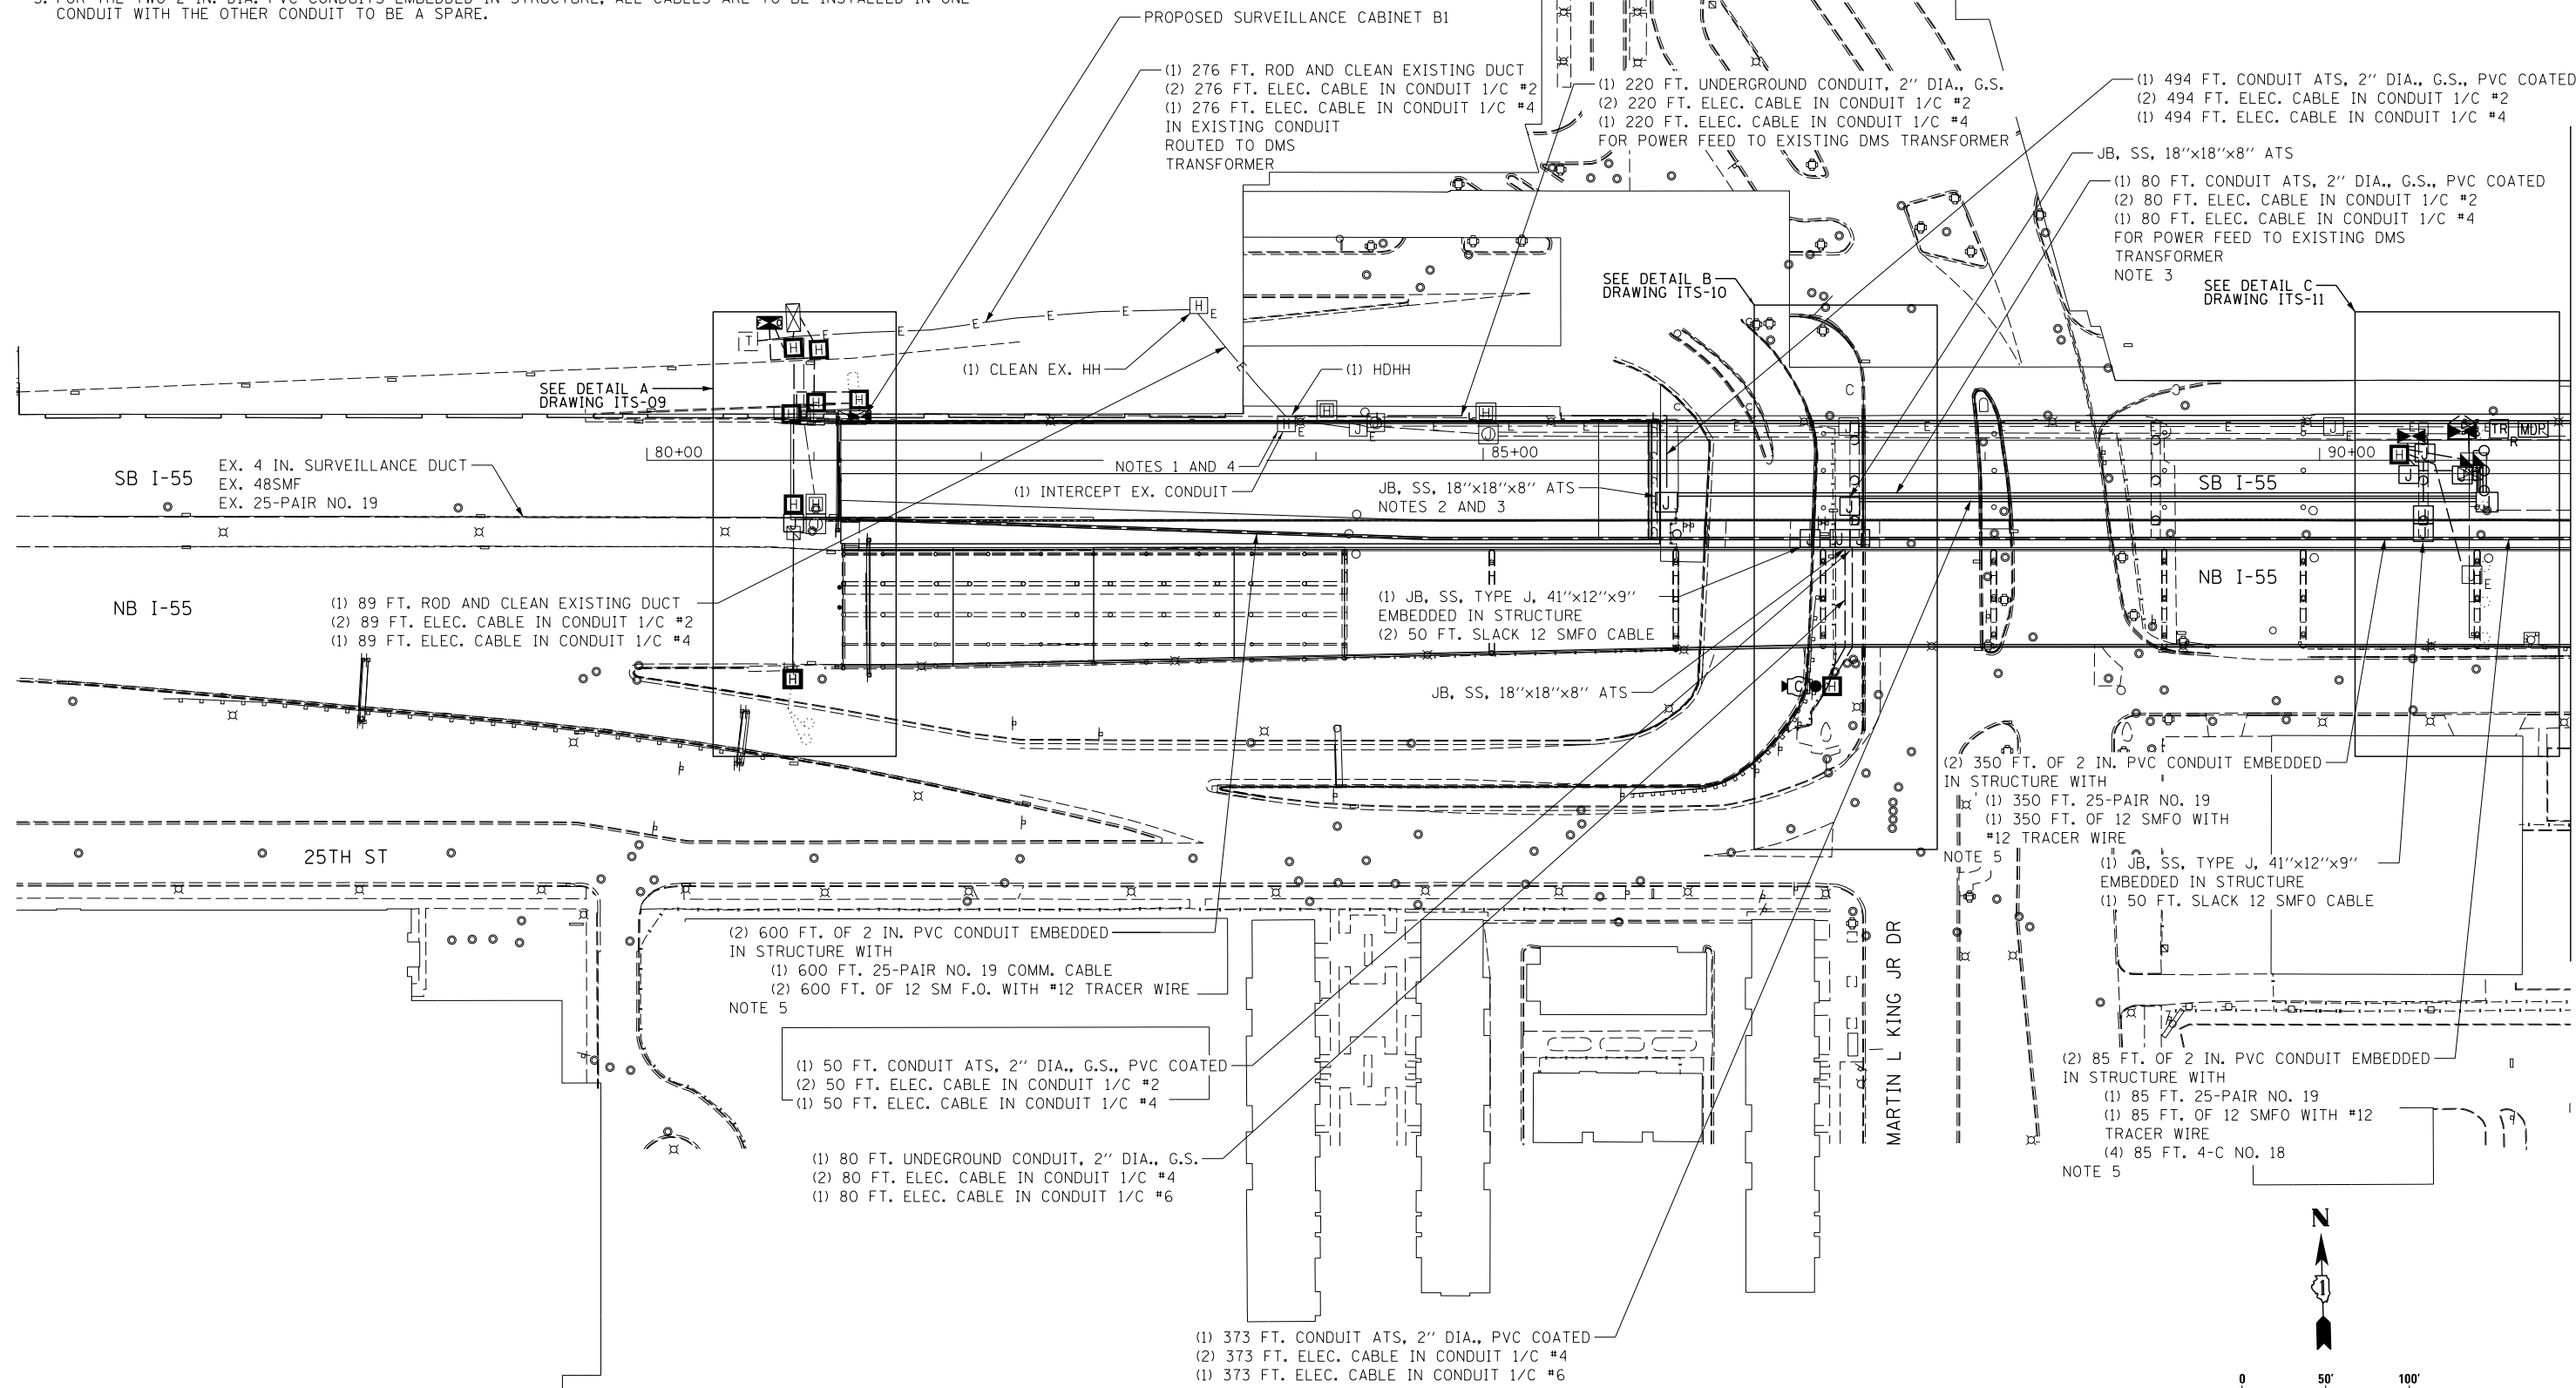 CONDUIT WITH THE OTHER CONDUIT TO BE A SPARE.
PROPOSED SURVEILLANCE CABINET B1
(1) 276 FT. ROD AND CLEAN EXISTING DUCT
(2) 276 FT. ELEC. CABLE IN CONDUIT 1/C #2
(1) 276 FT. ELEC. CABLE IN CONDUIT 1/C #4
IN EXISTING CONDUIT
ROUTED TO DMS
TRANSFORMER
(1) 220 FT. UNDERGROUND CONDUIT, 2'' DIA., G.S.
(2) 220 FT. ELEC. CABLE IN CONDUIT 1/C #2
(1) 220 FT. ELEC. CABLE IN CONDUIT 1/C #4
FOR POWER FEED TO EXISTING DMS TRANSFORMER
(1) 494 FT. CONDUIT ATS, 2'' DIA., G.S., PVC COATED
(2) 494 FT. ELEC. CABLE IN CONDUIT 1/C #2
(1) 494 FT. ELEC. CABLE IN CONDUIT 1/C #4
JB, SS, 18''x18''x8'' ATS
(1) 80 FT. CONDUIT ATS, 2'' DIA., G.S., PVC COATED
(2) 80 FT. ELEC. CABLE IN CONDUIT 1/C #2
(1) 80 FT. ELEC. CABLE IN CONDUIT 1/C #4
FOR POWER FEED TO EXISTING DMS
TRANSFORMER
NOTE 3
SEE DETAIL B
DRAWING ITS-10
SEE DETAIL C
DRAWING ITS-11
(1) CLEAN EX. HH
(1) HDHH
SEE DETAIL A
DRAWING ITS-09
80+00
85+00
90+00
TR
MDP
NOTES 1 AND 4
(1) INTERCEPT EX. CONDUIT
SB I-55
EX. 4 IN. SURVEILLANCE DUCT
EX. 48SMF
EX. 25-PAIR NO. 19
JB, SS, 18''x18''x8'' ATS
NOTES 2 AND 3
SB I-55
NB I-55
NB I-55
(1) 89 FT. ROD AND CLEAN EXISTING DUCT
(2) 89 FT. ELEC. CABLE IN CONDUIT 1/C #2
(1) 89 FT. ELEC. CABLE IN CONDUIT 1/C #4
(1) JB, SS, TYPE J, 41''x12''x9''
EMBEDDED IN STRUCTURE
(2) 50 FT. SLACK 12 SMFO CABLE
JB, SS, 18''x18''x8'' ATS
(2) 350 FT. OF 2 IN. PVC CONDUIT EMBEDDED
IN STRUCTURE WITH
(1) 350 FT. 25-PAIR NO. 19
(1) 350 FT. OF 12 SMFO WITH
#12 TRACER WIRE
NOTE 5
(1) JB, SS, TYPE J, 41''x12''x9''
EMBEDDED IN STRUCTURE
(1) 50 FT. SLACK 12 SMFO CABLE
25TH ST
(2) 600 FT. OF 2 IN. PVC CONDUIT EMBEDDED
IN STRUCTURE WITH
(1) 600 FT. 25-PAIR NO. 19 COMM. CABLE
(2) 600 FT. OF 12 SM F.O. WITH #12 TRACER WIRE
NOTE 5
MARTIN L KING JR DR
(1) 50 FT. CONDUIT ATS, 2'' DIA., G.S., PVC COATED
(2) 50 FT. ELEC. CABLE IN CONDUIT 1/C #2
(1) 50 FT. ELEC. CABLE IN CONDUIT 1/C #4
(2) 85 FT. OF 2 IN. PVC CONDUIT EMBEDDED
IN STRUCTURE WITH
(1) 85 FT. 25-PAIR NO. 19
(1) 85 FT. OF 12 SMFO WITH #12
TRACER WIRE
(4) 85 FT. 4-C NO. 18
NOTE 5
(1) 80 FT. UNDEGROUND CONDUIT, 2'' DIA., G.S.
(2) 80 FT. ELEC. CABLE IN CONDUIT 1/C #4
(1) 80 FT. ELEC. CABLE IN CONDUIT 1/C #6
N
(1) 373 FT. CONDUIT ATS, 2'' DIA., PVC COATED
(2) 373 FT. ELEC. CABLE IN CONDUIT 1/C #4
(1) 373 FT. ELEC. CABLE IN CONDUIT 1/C #6
0 50' 100'